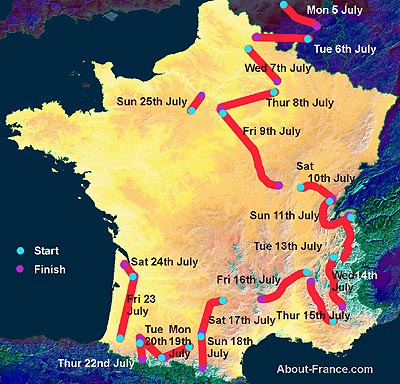 Mon 5 July
Tue 6th July
Wed 7th July
Thur 8th July
Sun 25th July
Fri 9th July
Sat
10th July
Sun 11th July
Tue 13th July
Start
Finish
Sat 24th July
Fri 16th July
Wed 14th
July
Fri 23
July
Sat 17th July
Thur 15th July
Tue Mon
20th 19th
July
Sun 18th
July
Thur 22nd July
About-France.com